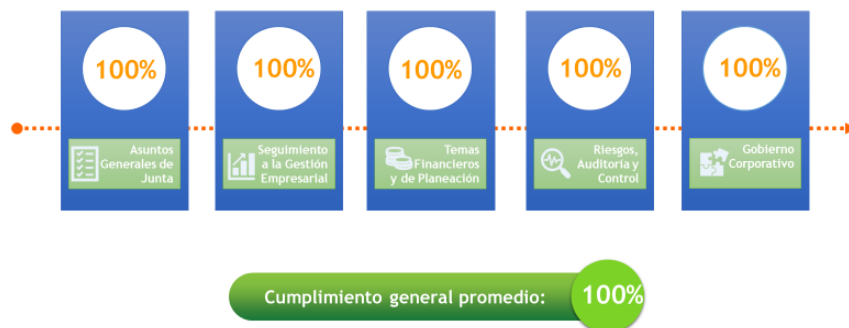 100%
100%
100%
100%
100%
Asuntos
Generales de
Junta
Seguimiento
a la Gestión
Empresarial
Temas
Financieros
y de Planeación
Riesgos,
Auditoría y
Control
Gobierno
Corporativo
Cumplimiento general promedio:
100%